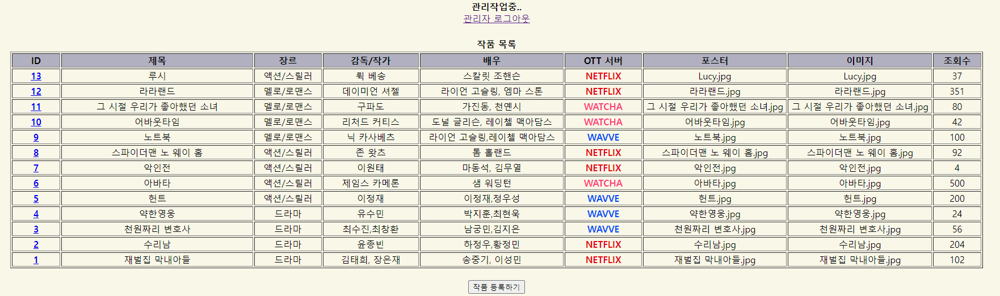 관리작업중..
관리자 로그아웃
작품 목록
ID 제목 장르 감독/작가 배우 OTT 서버 포스터 이미지 조회수
13 루시 액션/스릴러 뤽 베송 스칼릿 조핸슨 NETFLIX Lucy.jpg Lucy.jpg 37
12 라라랜드 멜로/로맨스 데이미언 셔젤 라이언 고슬링, 엠마 스톤 NETFLIX 라라랜드.jpg 라라랜드.jpg 351
11 그 시절 우리가 좋아했던 소녀 멜로/로맨스 구파도 가진동, 천옌시 WATCHA 그 시절 우리가 좋아했던 소녀.jpg 그 시절 우리가 좋아했던 소녀.jpg 80
10 어바웃타임 멜로/로맨스 리처드 커티스 도널 글리슨, 레이첼 맥아담스 WATCHA 어바웃타임.jpg 어바웃타임.jpg 42
9 노트북 멜로/로맨스 닉 카사베츠 라이언 고슬링,레이첼 맥아담스 WAVVE 노트북.jpg 노트북.jpg 100
8 스파이더맨 노 웨이 홈 액션/스릴러 존 왓츠 톰 홀랜드 NETFLIX 스파이더맨 노 웨이 홈.jpg 스파이더맨 노 웨이 홈.jpg 92
7 악인전 액션/스릴러 이원태 마동석, 김무열 NETFLIX 악인전.jpg 악인전.jpg 4
6 아바타 액션/스릴러 제임스 카메론 샘 워딩턴 WATCHA 아바타.jpg 아바타.jpg 500
5 헌트 액션/스릴러 이정재 이정재,정우성 WAVVE 헌트.jpg 헌트.jpg 200
4 약한영웅 드라마 유수민 박지훈,최현욱 WAVVE 약한영웅.jpg 약한영웅.jpg 24
3 천원짜리 변호사 드라마 최수진,최창환 남궁민,김지은 WAVVE 천원짜리 변호사.jpg 천원짜리 변호사.jpg 56
2 수리남 드라마 윤종빈 하정우,황정민 NETFLIX 수리남.jpg 수리남.jpg 204
1 재벌집 막내아들 드라마 김태희, 장은재 송중기, 이성민 NETFLIX 재벌집 막내아들.jpg 재벌집 막내아들.jpg 102
작품 등록하기